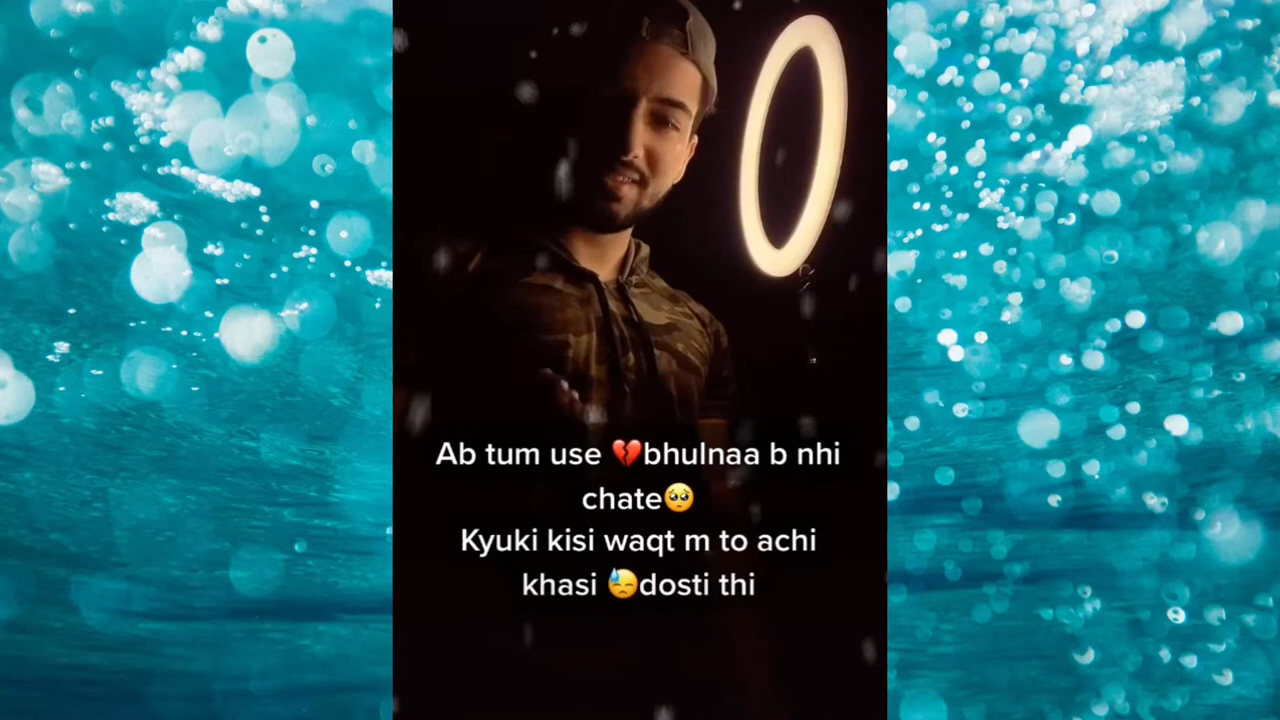 Ab tum use 💔bhulnaa b nhi
chate🥺
Kyuki kisi waqt m to achi
khasi 😓dosti thi